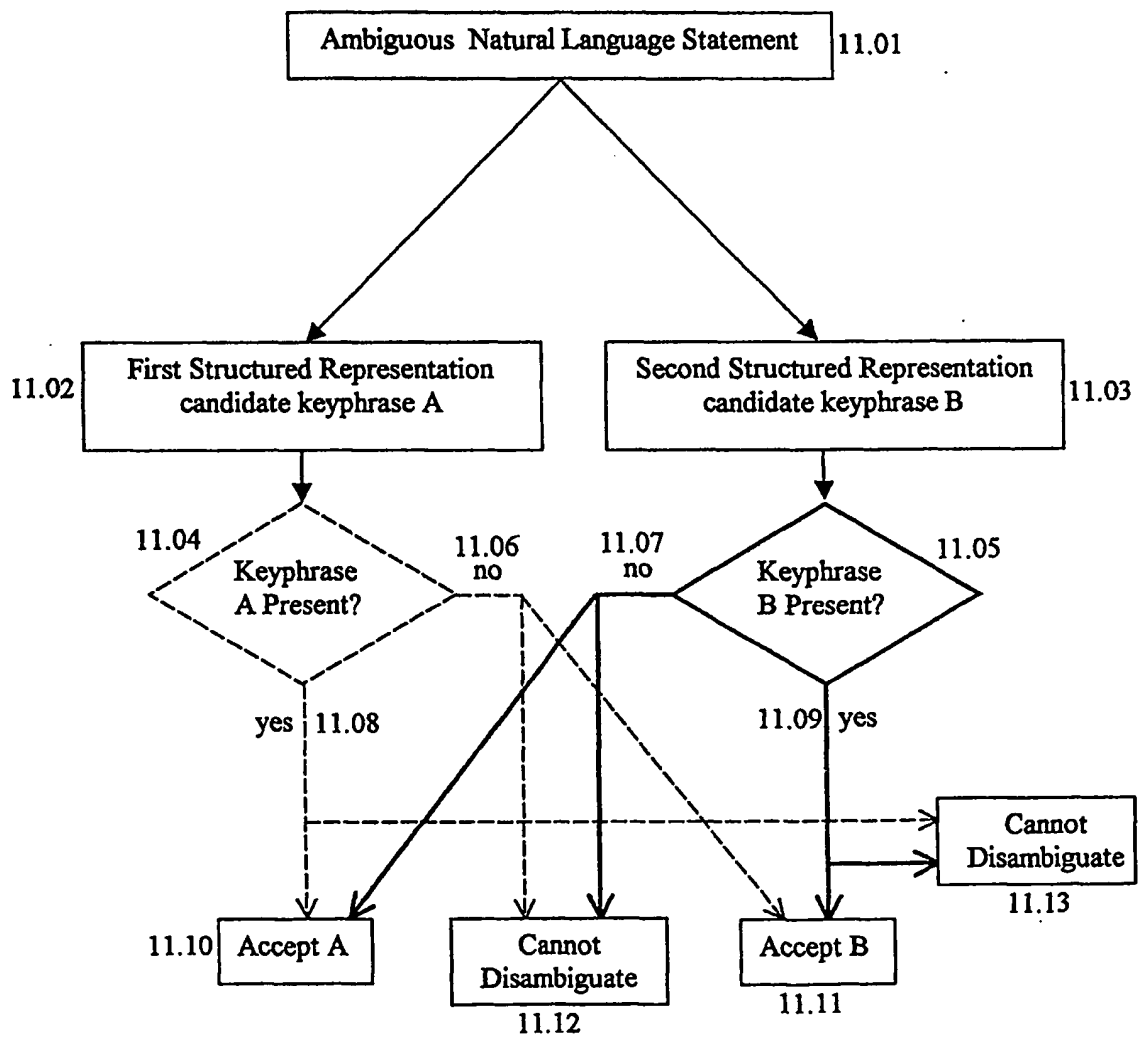 Ambiguous Natural Language Statement
11.01
First Structured Representation
candidate keyphrase A
11.02
Second Structured Representation
candidate keyphrase B
11.03
11.04
Keyphrase
A Present?
11.06
no
11.07
no
Keyphrase
B Present?
11.05
yes
11.08
11.09
yes
Cannot
Disambiguate
11.13
11.10
Accept A
Cannot
Disambiguate
11.12
Accept B
11.11